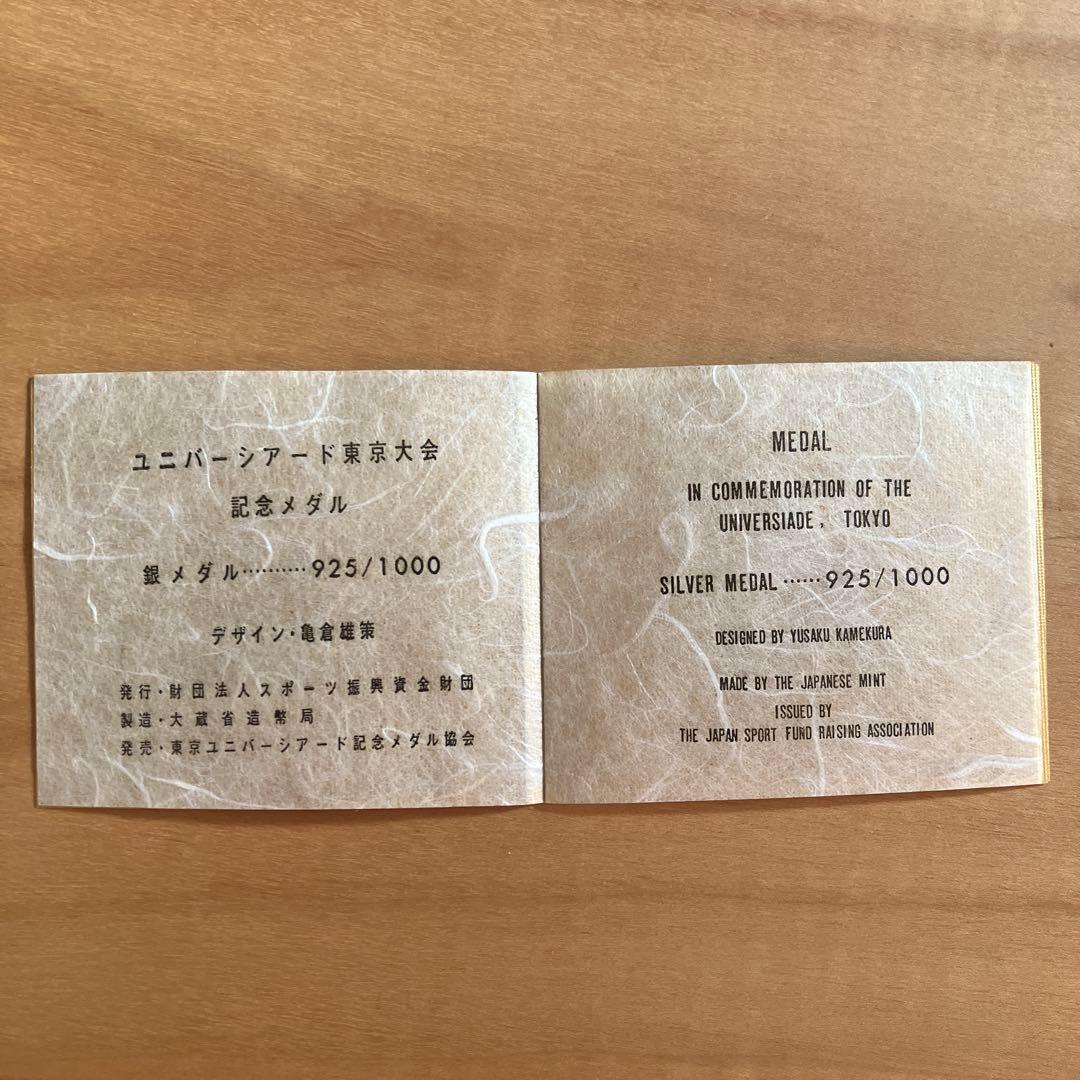 ユニバーシアード東京大会
記念メダル
銀メダル‥‥‥‥‥925/1000
デザイン・亀倉雄策
発行・財団法人スポーツ振興資金財団
製造・大蔵省造幣局
発売・東京ユニバーシアード記念メダル協会
MEDAL
IN COMMEMORATION OF THE
UNIVERSIADE, TOKYO
SILVER MEDAL ‥‥‥925/1000
DESIGNED BY YUSAKU KAMEKURA
MADE BY THE JAPANESE MINT
ISSUED BY
THE JAPAN SPORT FUND RAISING ASSOCIATION